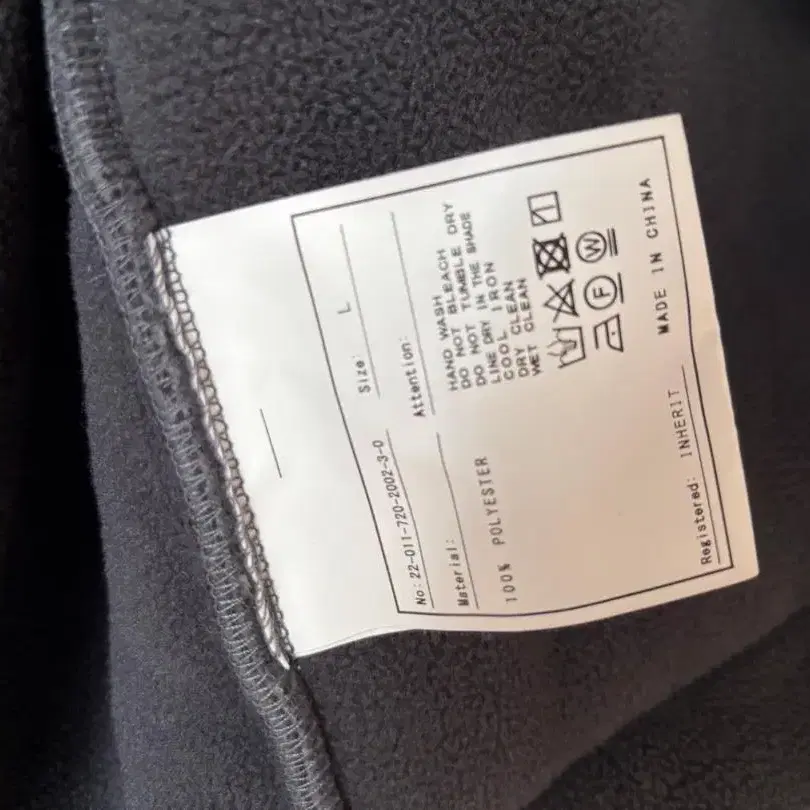 No: 22-011-720-2002-3-0
Size: L
Material:
100% POLYESTER
Attention:
HAND WASH
DO NOT BLEACH
DO NOT TUMBLE DRY
LINE DRY IN THE SHADE
COOL IRON
DRY CLEAN
WET CLEAN
F W
Registered: INHERIT
MADE IN CHINA